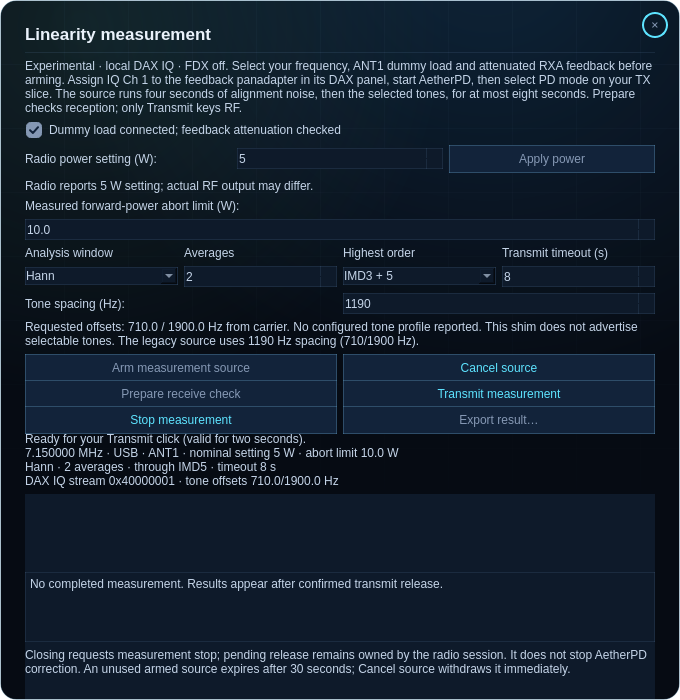 Linearity measurement
×
Experimental · local DAX IQ · FDX off. Select your frequency, ANT1 dummy load and attenuated RXA feedback before
arming. Assign IQ Ch 1 to the feedback panadapter in its DAX panel, start AetherPD, then select PD mode on your TX
slice. The source runs four seconds of alignment noise, then the selected tones, for at most eight seconds. Prepare
checks reception; only Transmit keys RF.
Dummy load connected; feedback attenuation checked
Radio power setting (W): 5 Apply power
Radio reports 5 W setting; actual RF output may differ.
Measured forward-power abort limit (W):
10.0
Analysis window Averages Highest order Transmit timeout (s)
Hann 2 IMD3 + 5 8
Tone spacing (Hz): 1190
Requested offsets: 710.0 / 1900.0 Hz from carrier. No configured tone profile reported. This shim does not advertise
selectable tones. The legacy source uses 1190 Hz spacing (710/1900 Hz).
Arm measurement source Cancel source
Prepare receive check Transmit measurement
Stop measurement Export result…
Ready for your Transmit click (valid for two seconds).
7.150000 MHz · USB · ANT1 · nominal setting 5 W · abort limit 10.0 W
Hann · 2 averages · through IMD5 · timeout 8 s
DAX IQ stream 0x40000001 · tone offsets 710.0/1900.0 Hz
No completed measurement. Results appear after confirmed transmit release.
Closing requests measurement stop; pending release remains owned by the radio session. It does not stop AetherPD
correction. An unused armed source expires after 30 seconds; Cancel source withdraws it immediately.